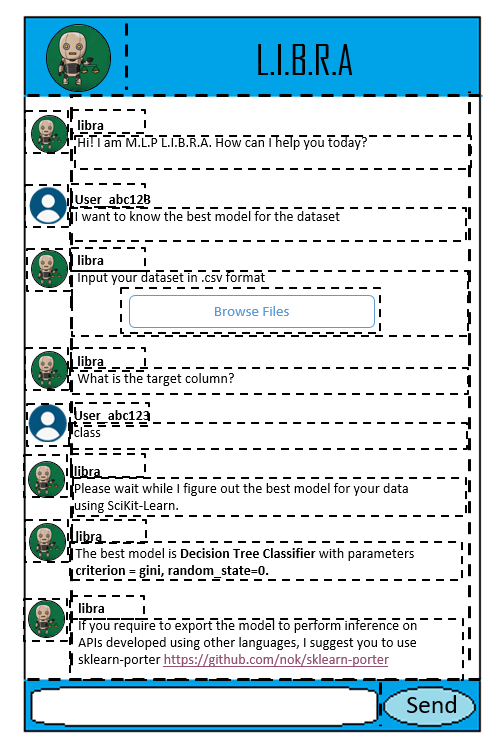 L.I.B.R.A
libra
Hi! I am M.L.P L.I.B.R.A. How can I help you today?
User_abc123
I want to know the best model for the dataset
libra
Input your dataset in .csv format
Browse Files
libra
What is the target column?
User_abc123
class
libra
Please wait while I figure out the best model for your data
using SciKit-Learn.
libra
The best model is Decision Tree Classifier with parameters
criterion = gini, random_state=0.
libra
If you require to export the model to perform inference on
APIs developed using other languages, I suggest you to use
sklearn-porter https://github.com/nok/sklearn-porter
Send